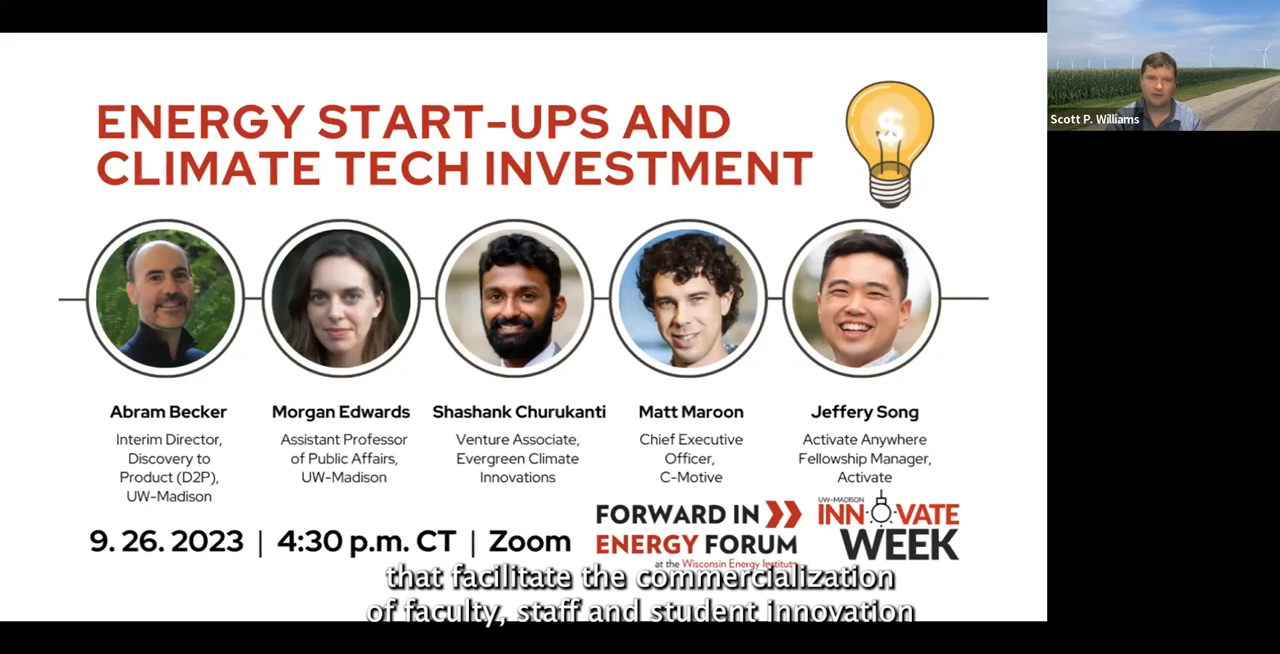 ENERGY START-UPS AND
CLIMATE TECH INVESTMENT
$
Scott P. Williams
Abram Becker
Interim Director,
Discovery to
Product (D2P),
UW-Madison
Morgan Edwards
Assistant Professor
of Public Affairs,
UW-Madison
Shashank Churukanti
Venture Associate,
Evergreen Climate
Innovations
Matt Maroon
Chief Executive
Officer,
C-Motive
Jeffery Song
Activate Anywhere
Fellowship Manager,
Activate
9. 26. 2023 | 4:30 p.m. CT | Zoom
FORWARD IN
ENERGY FORUM
at the Wisconsin Energy Institute
UW-MADISON
INNOVATE
WEEK
that facilitate the commercialization
of faculty, staff and student innovation